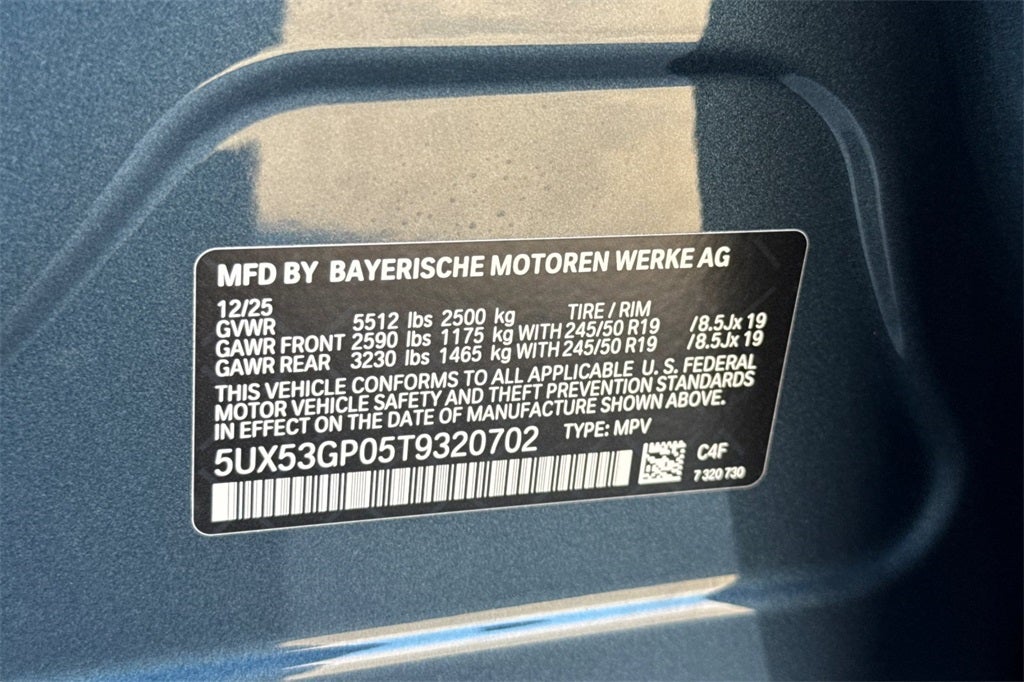 MFD BY BAYERISCHE MOTOREN WERKE AG
12/25 TIRE / RIM
GVWR 5512 lbs 2500 kg
GAWR FRONT 2590 lbs 1175 kg WITH 245/50 R19 /8.5Jx 19
GAWR REAR 3230 lbs 1465 kg WITH 245/50 R19 /8.5Jx 19
THIS VEHICLE CONFORMS TO ALL APPLICABLE U. S. FEDERAL
MOTOR VEHICLE SAFETY AND THEFT PREVENTION STANDARDS
IN EFFECT ON THE DATE OF MANUFACTURE SHOWN ABOVE.
5UX53GP05T9320702 TYPE: MPV
C4F
7 320 730